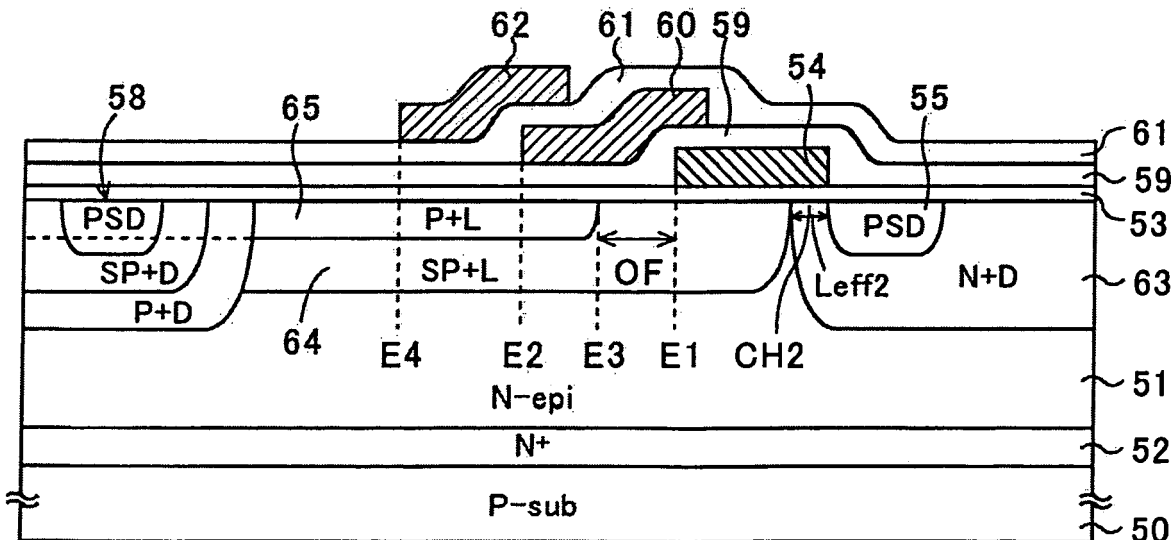 62 61 60 59
54
58 65 55
61
59
PSD P+L PSD 53
SP+D SP+L OF Leff2 N+D 63
P+D
64
E4 E2 E3 E1 CH2
51
N-epi
N+ 52
P-sub
50